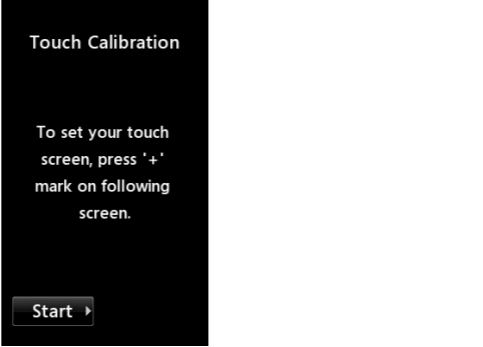 Touch Calibration
To set your touch
screen, press '+'
mark on following
screen.
Start